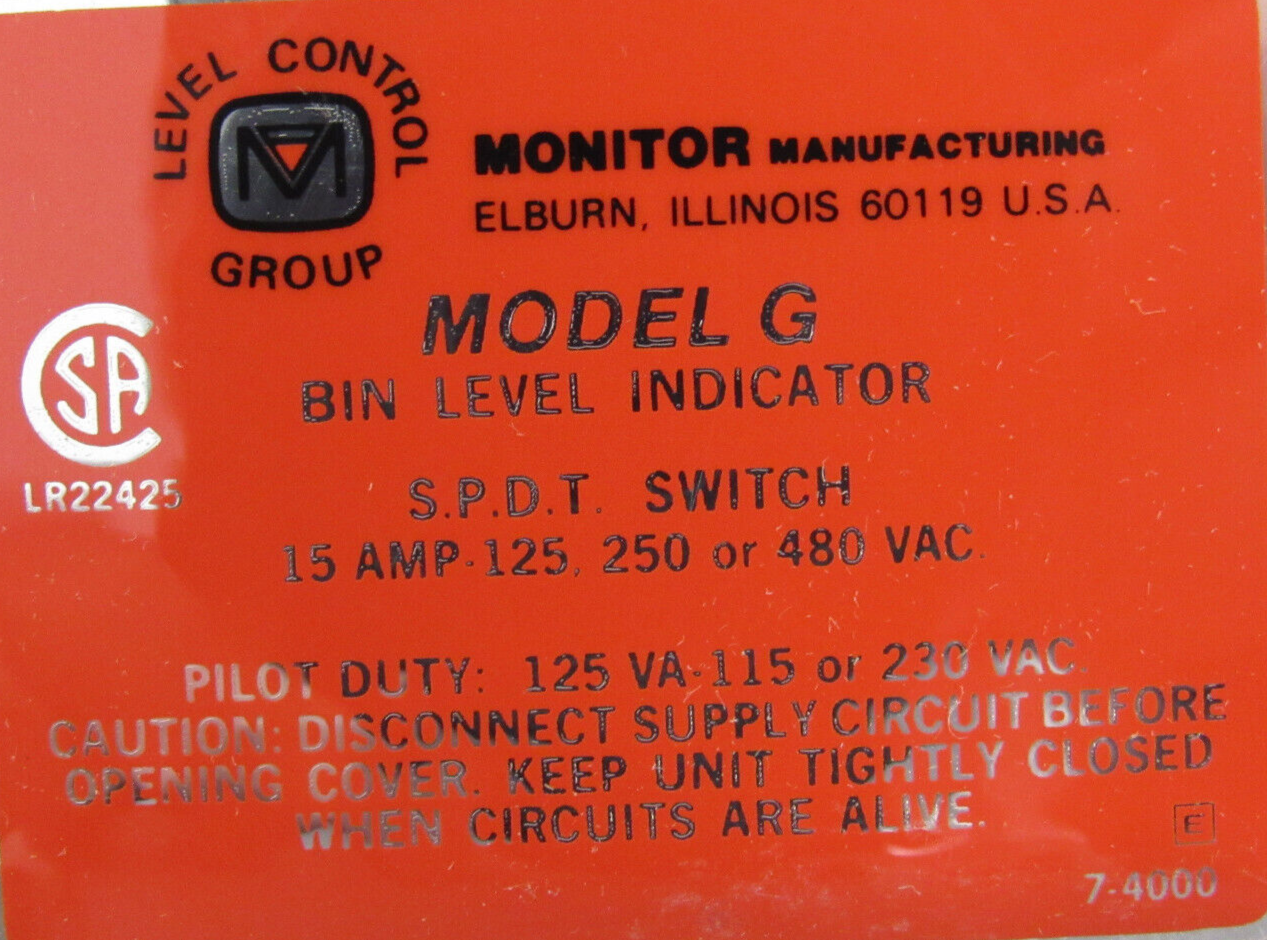 LEVEL CONTROL
GROUP
MONITOR MANUFACTURING
ELBURN, ILLINOIS 60119 U.S.A.
MODEL G
BIN LEVEL INDICATOR
CSA
LR22425
S.P.D.T. SWITCH
15 AMP-125, 250 or 480 VAC.
PILOT DUTY: 125 VA-115 or 230 VAC.
CAUTION: DISCONNECT SUPPLY CIRCUIT BEFORE
OPENING COVER. KEEP UNIT TIGHTLY CLOSED
WHEN CIRCUITS ARE ALIVE.
E
7-4000